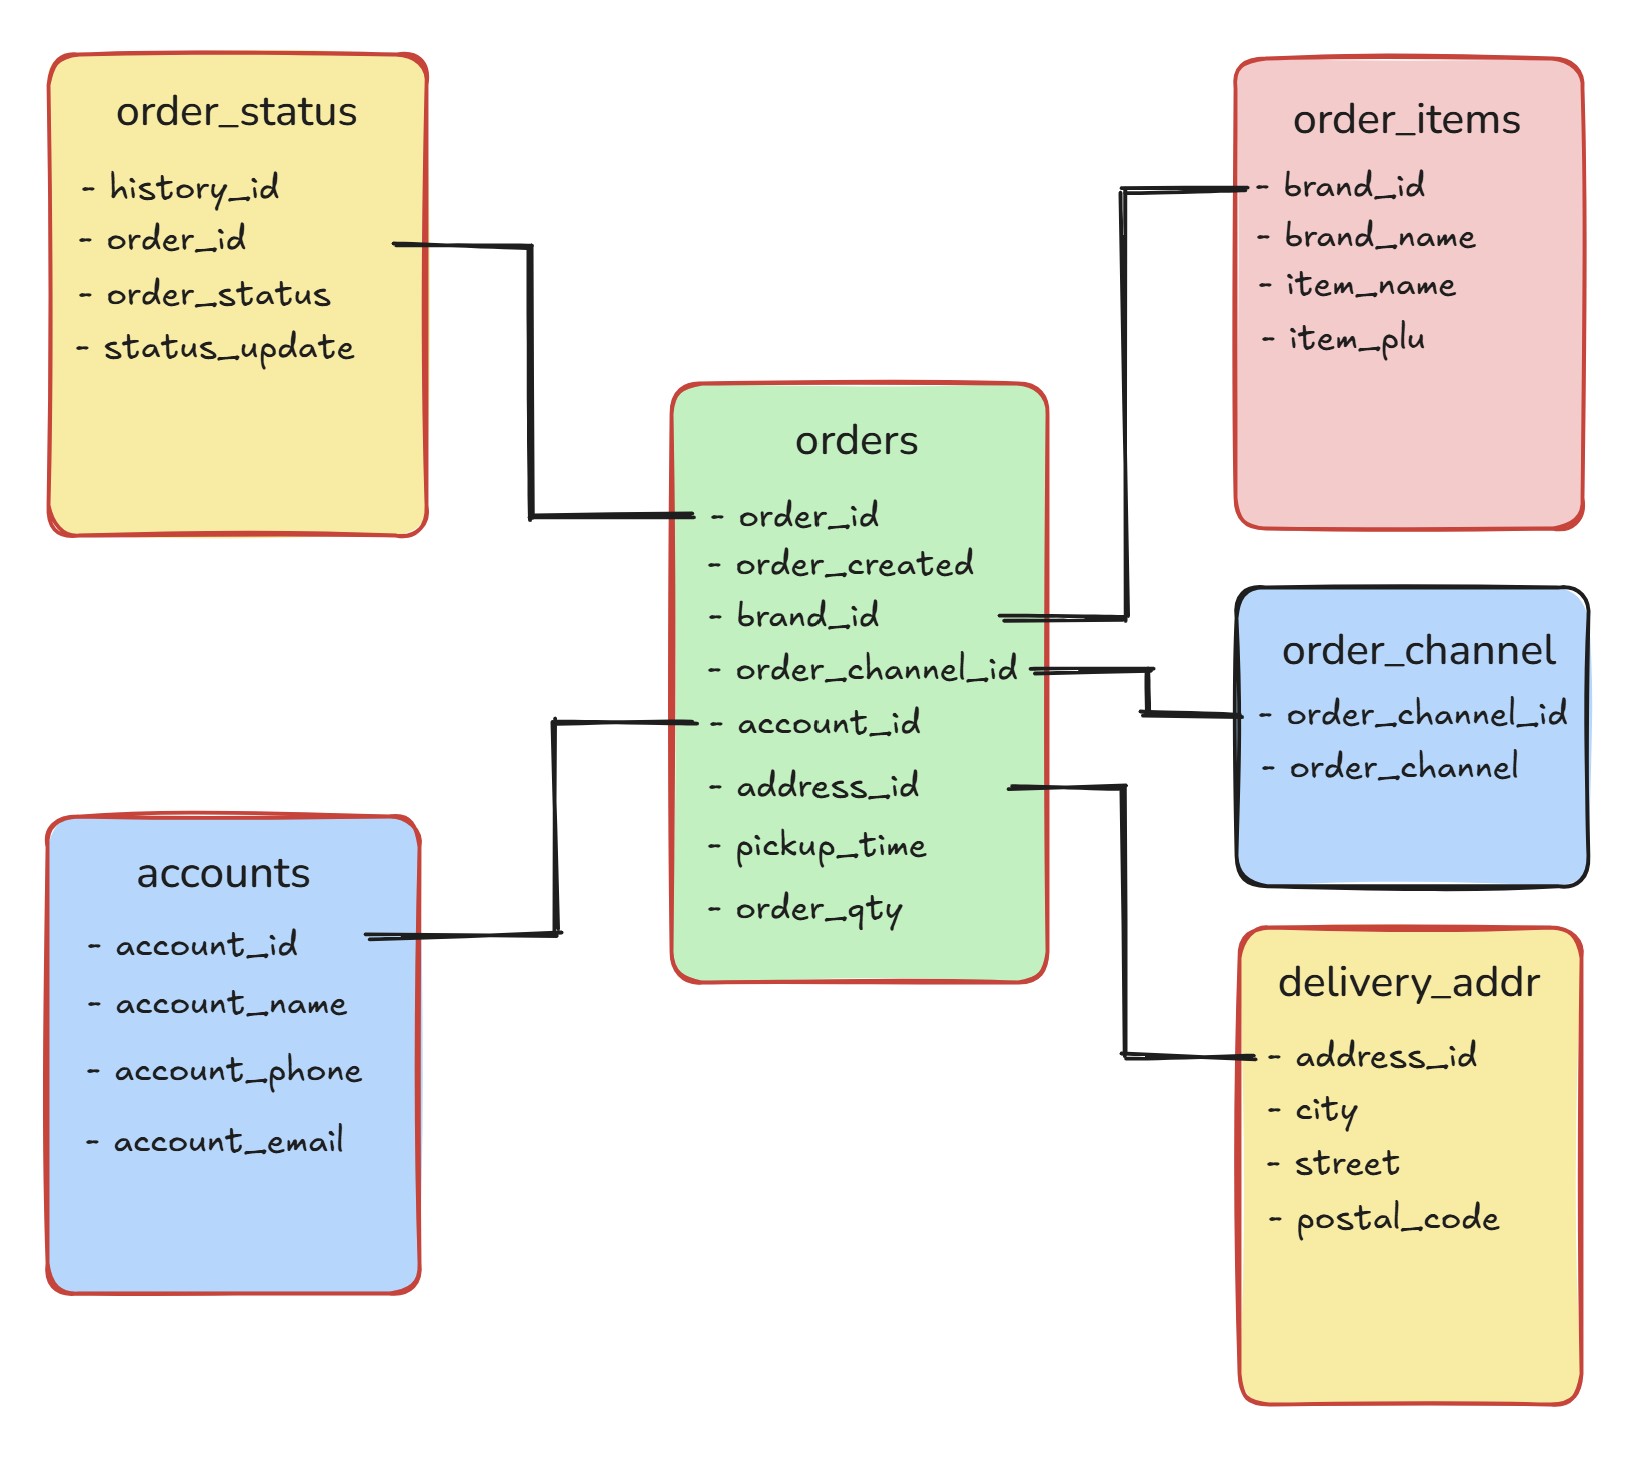 order_status
- history_id
- order_id
- order_status
- status_update
order_items
- brand_id
- brand_name
- item_name
- item_plu
orders
- order_id
- order_created
- brand_id
- order_channel_id
- account_id
- address_id
- pickup_time
- order_qty
order_channel
- order_channel_id
- order_channel
accounts
- account_id
- account_name
- account_phone
- account_email
delivery_addr
- address_id
- city
- street
- postal_code